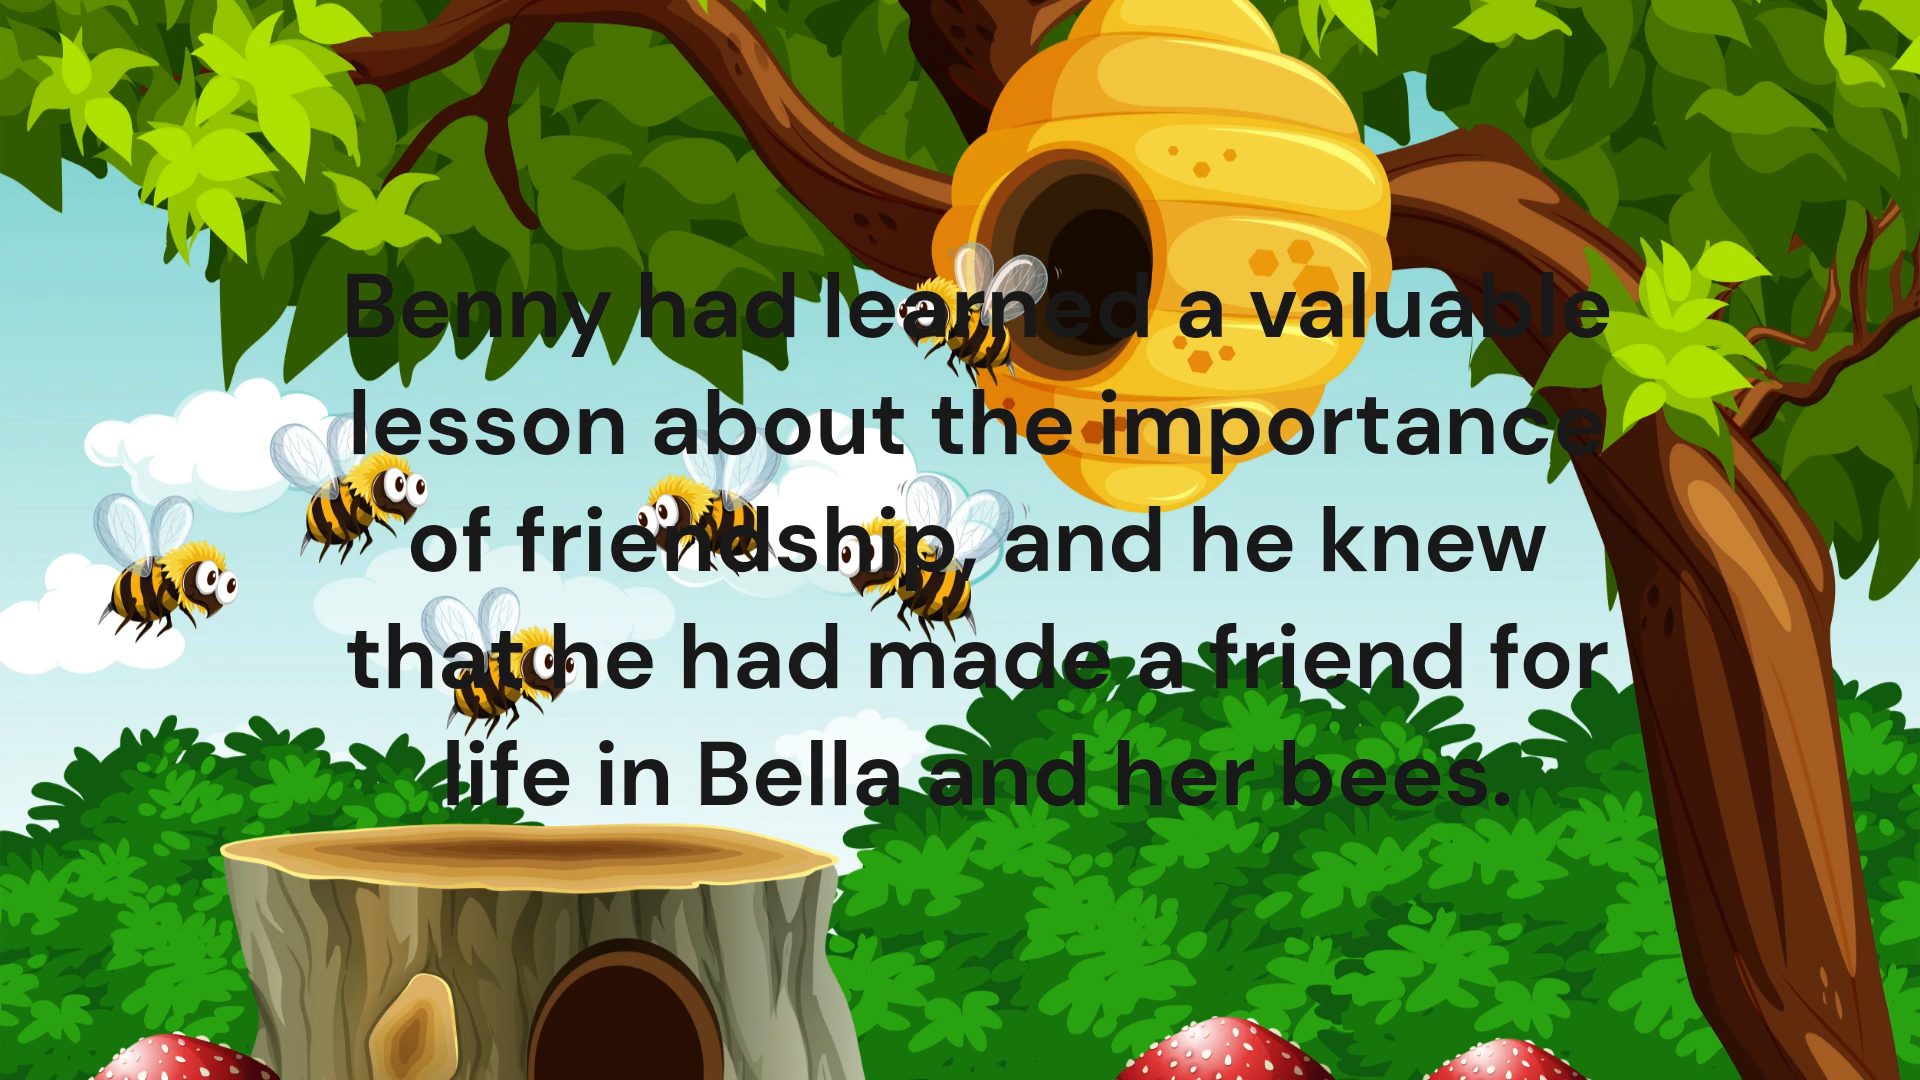 Benny had learned a valuable
lesson about the importance
of friendship, and he knew
that he had made a friend for
life in Bella and her bees.